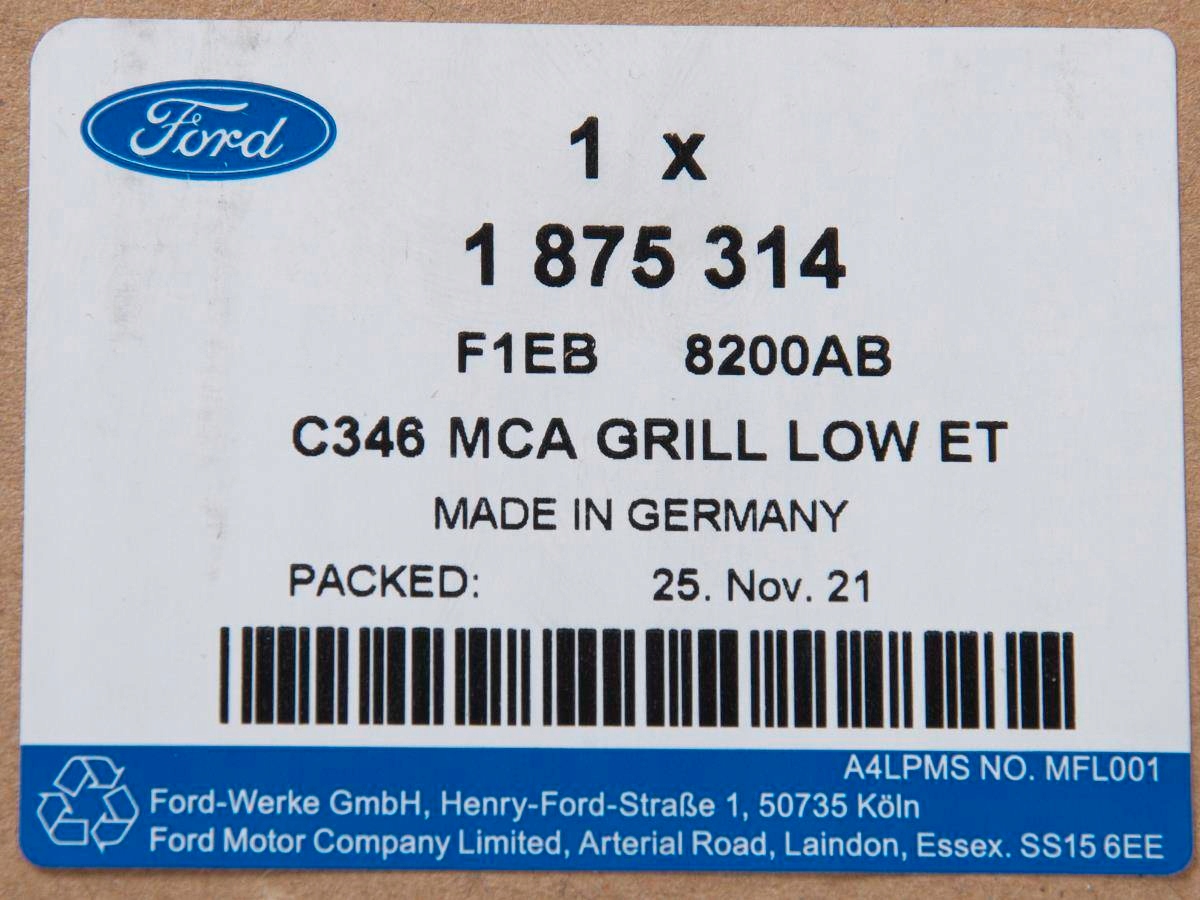 Ford
1 x
1 875 314
F1EB 8200AB
C346 MCA GRILL LOW ET
MADE IN GERMANY
PACKED: 25. Nov. 21
A4LPMS NO. MFL001
Ford-Werke GmbH, Henry-Ford-Straße 1, 50735 Köln
Ford Motor Company Limited, Arterial Road, Laindon, Essex. SS15 6EE